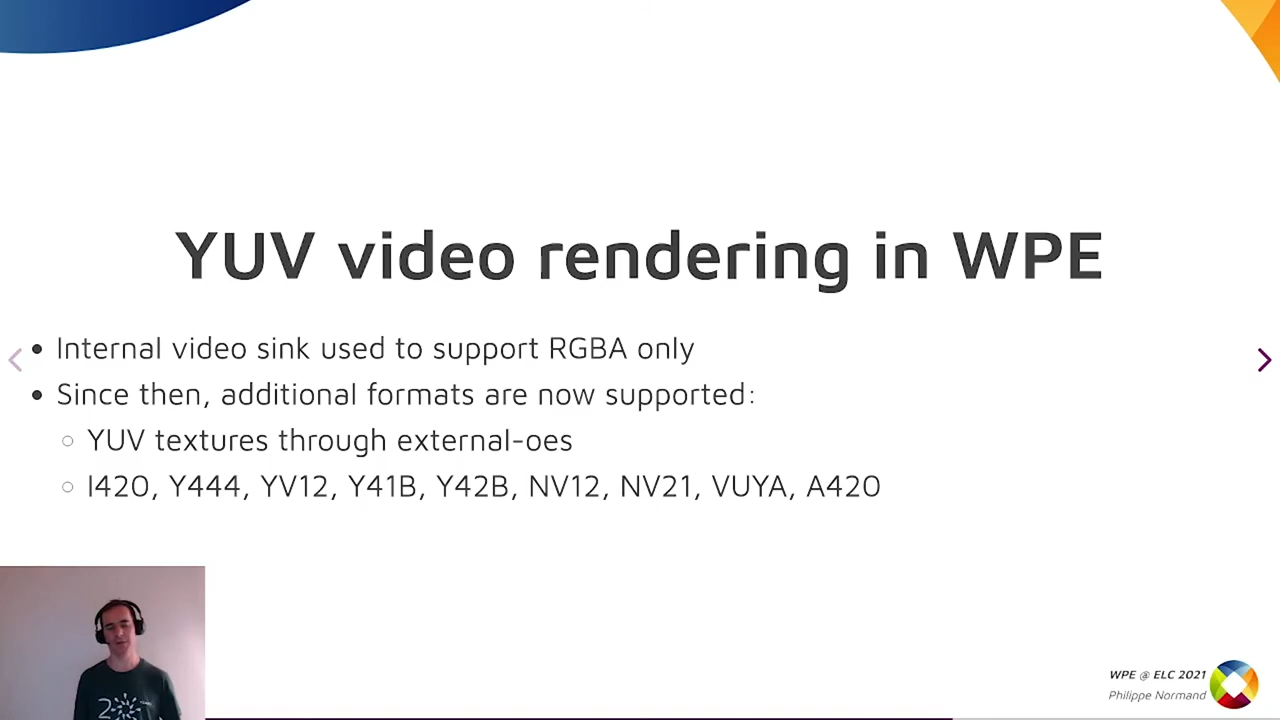 YUV video rendering in WPE
Internal video sink used to support RGBA only
Since then, additional formats are now supported:
YUV textures through external-oes
I420, Y444, YV12, Y41B, Y42B, NV12, NV21, VUYA, A420
WPE @ ELC 2021
Philippe Normand